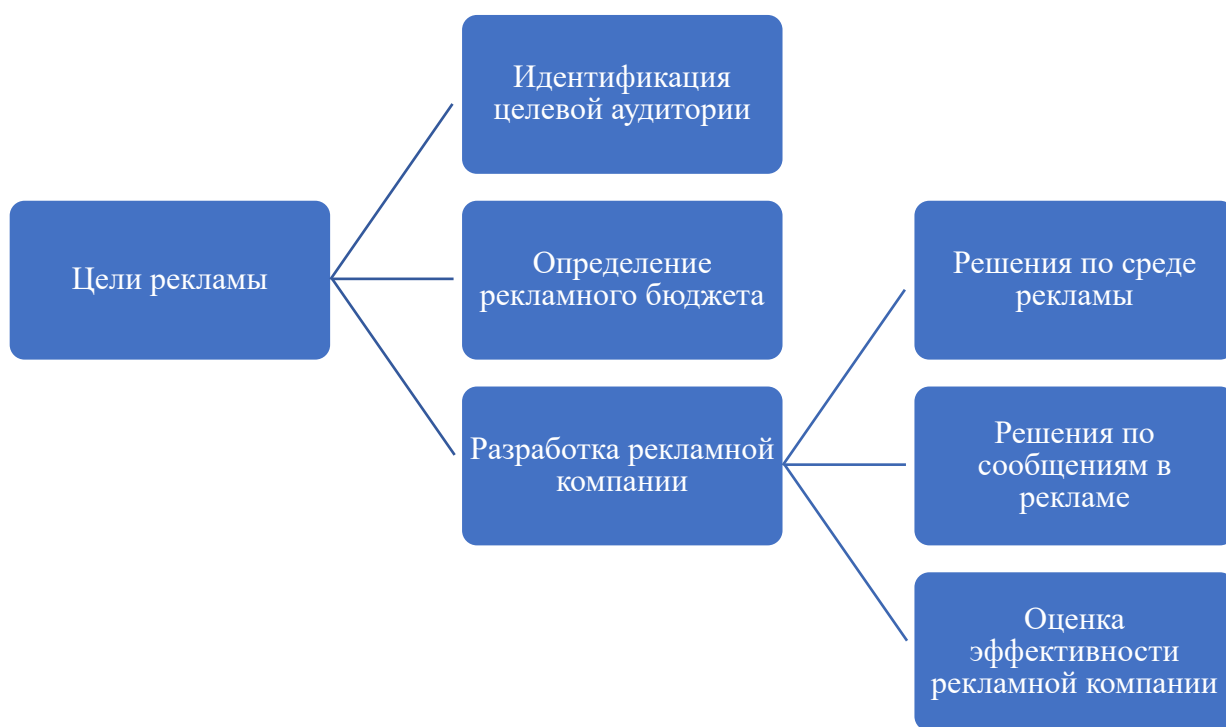 Идентификация
целевой аудитории
Цели рекламы
Определение
рекламного бюджета
Разработка рекламной
компании
Решения по среде
рекламы
Решения по
сообщениям в
рекламе
Оценка
эффективности
рекламной компании